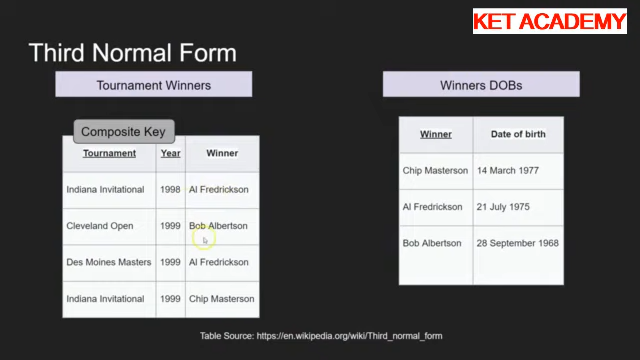 KET ACADEMY
Third Normal Form
Tournament Winners
Composite Key
Tournament Year Winner
Indiana Invitational 1998 Al Fredrickson
Cleveland Open 1999 Bob Albertson
Des Moines Masters 1999 Al Fredrickson
Indiana Invitational 1999 Chip Masterson
Winners DOBs
Winner Date of birth
Chip Masterson 14 March 1977
Al Fredrickson 21 July 1975
Bob Albertson 28 September 1968
Table Source: https://en.wikipedia.org/wiki/Third_normal_form